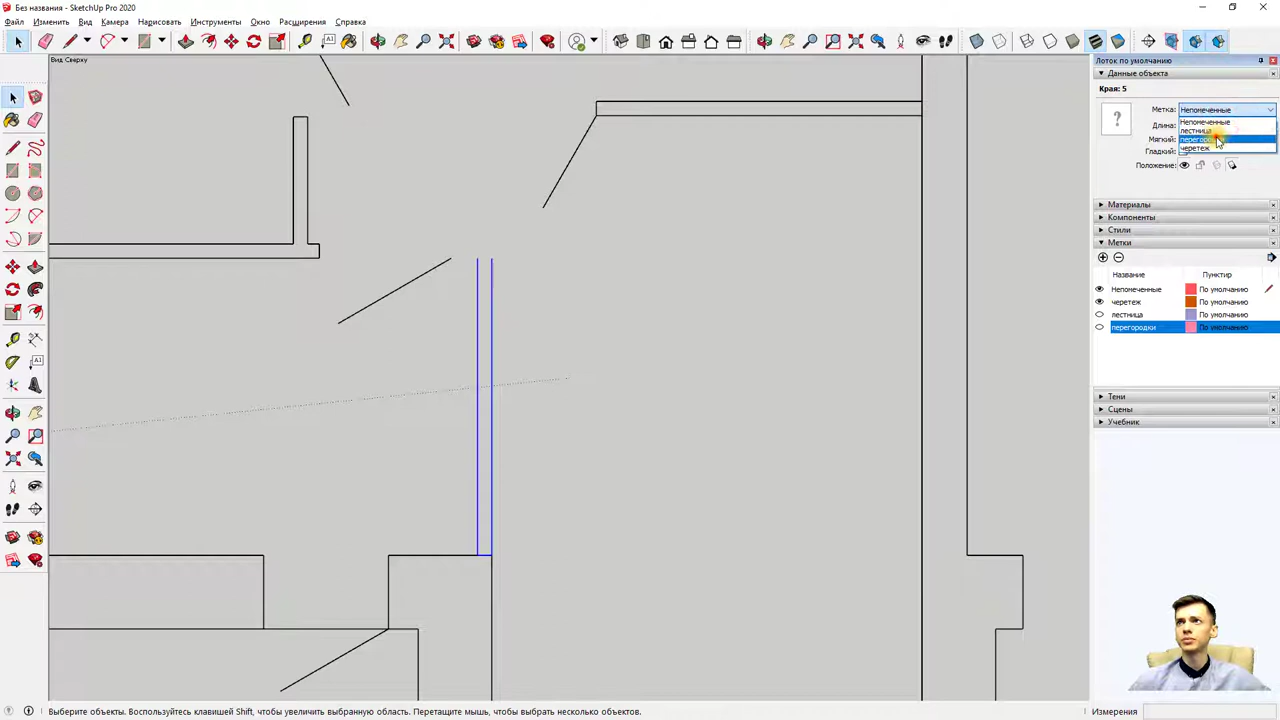 Без названия - SketchUp Pro 2020
Файл Изменить Вид Камера Нарисовать Инструменты Окно Расширения Справка
Вид Сверху
Лоток по умолчанию
Данные объекта
Края: 5
Метка: Непомеченные
Непомеченные
Длина: лестница
Мягкий:
Гладкий: черетеж
Положение:
Материалы
Компоненты
Стили
Метки
Название Пунктир
Непомеченные По умолчанию
черетеж По умолчанию
лестница По умолчанию
перегородки По умолчанию
Тени
Сцены
Учебник
Выберите объекты. Воспользуйтесь клавишей Shift, чтобы увеличить выбранную область. Перетащите мышь, чтобы выбрать несколько объектов.
Измерения